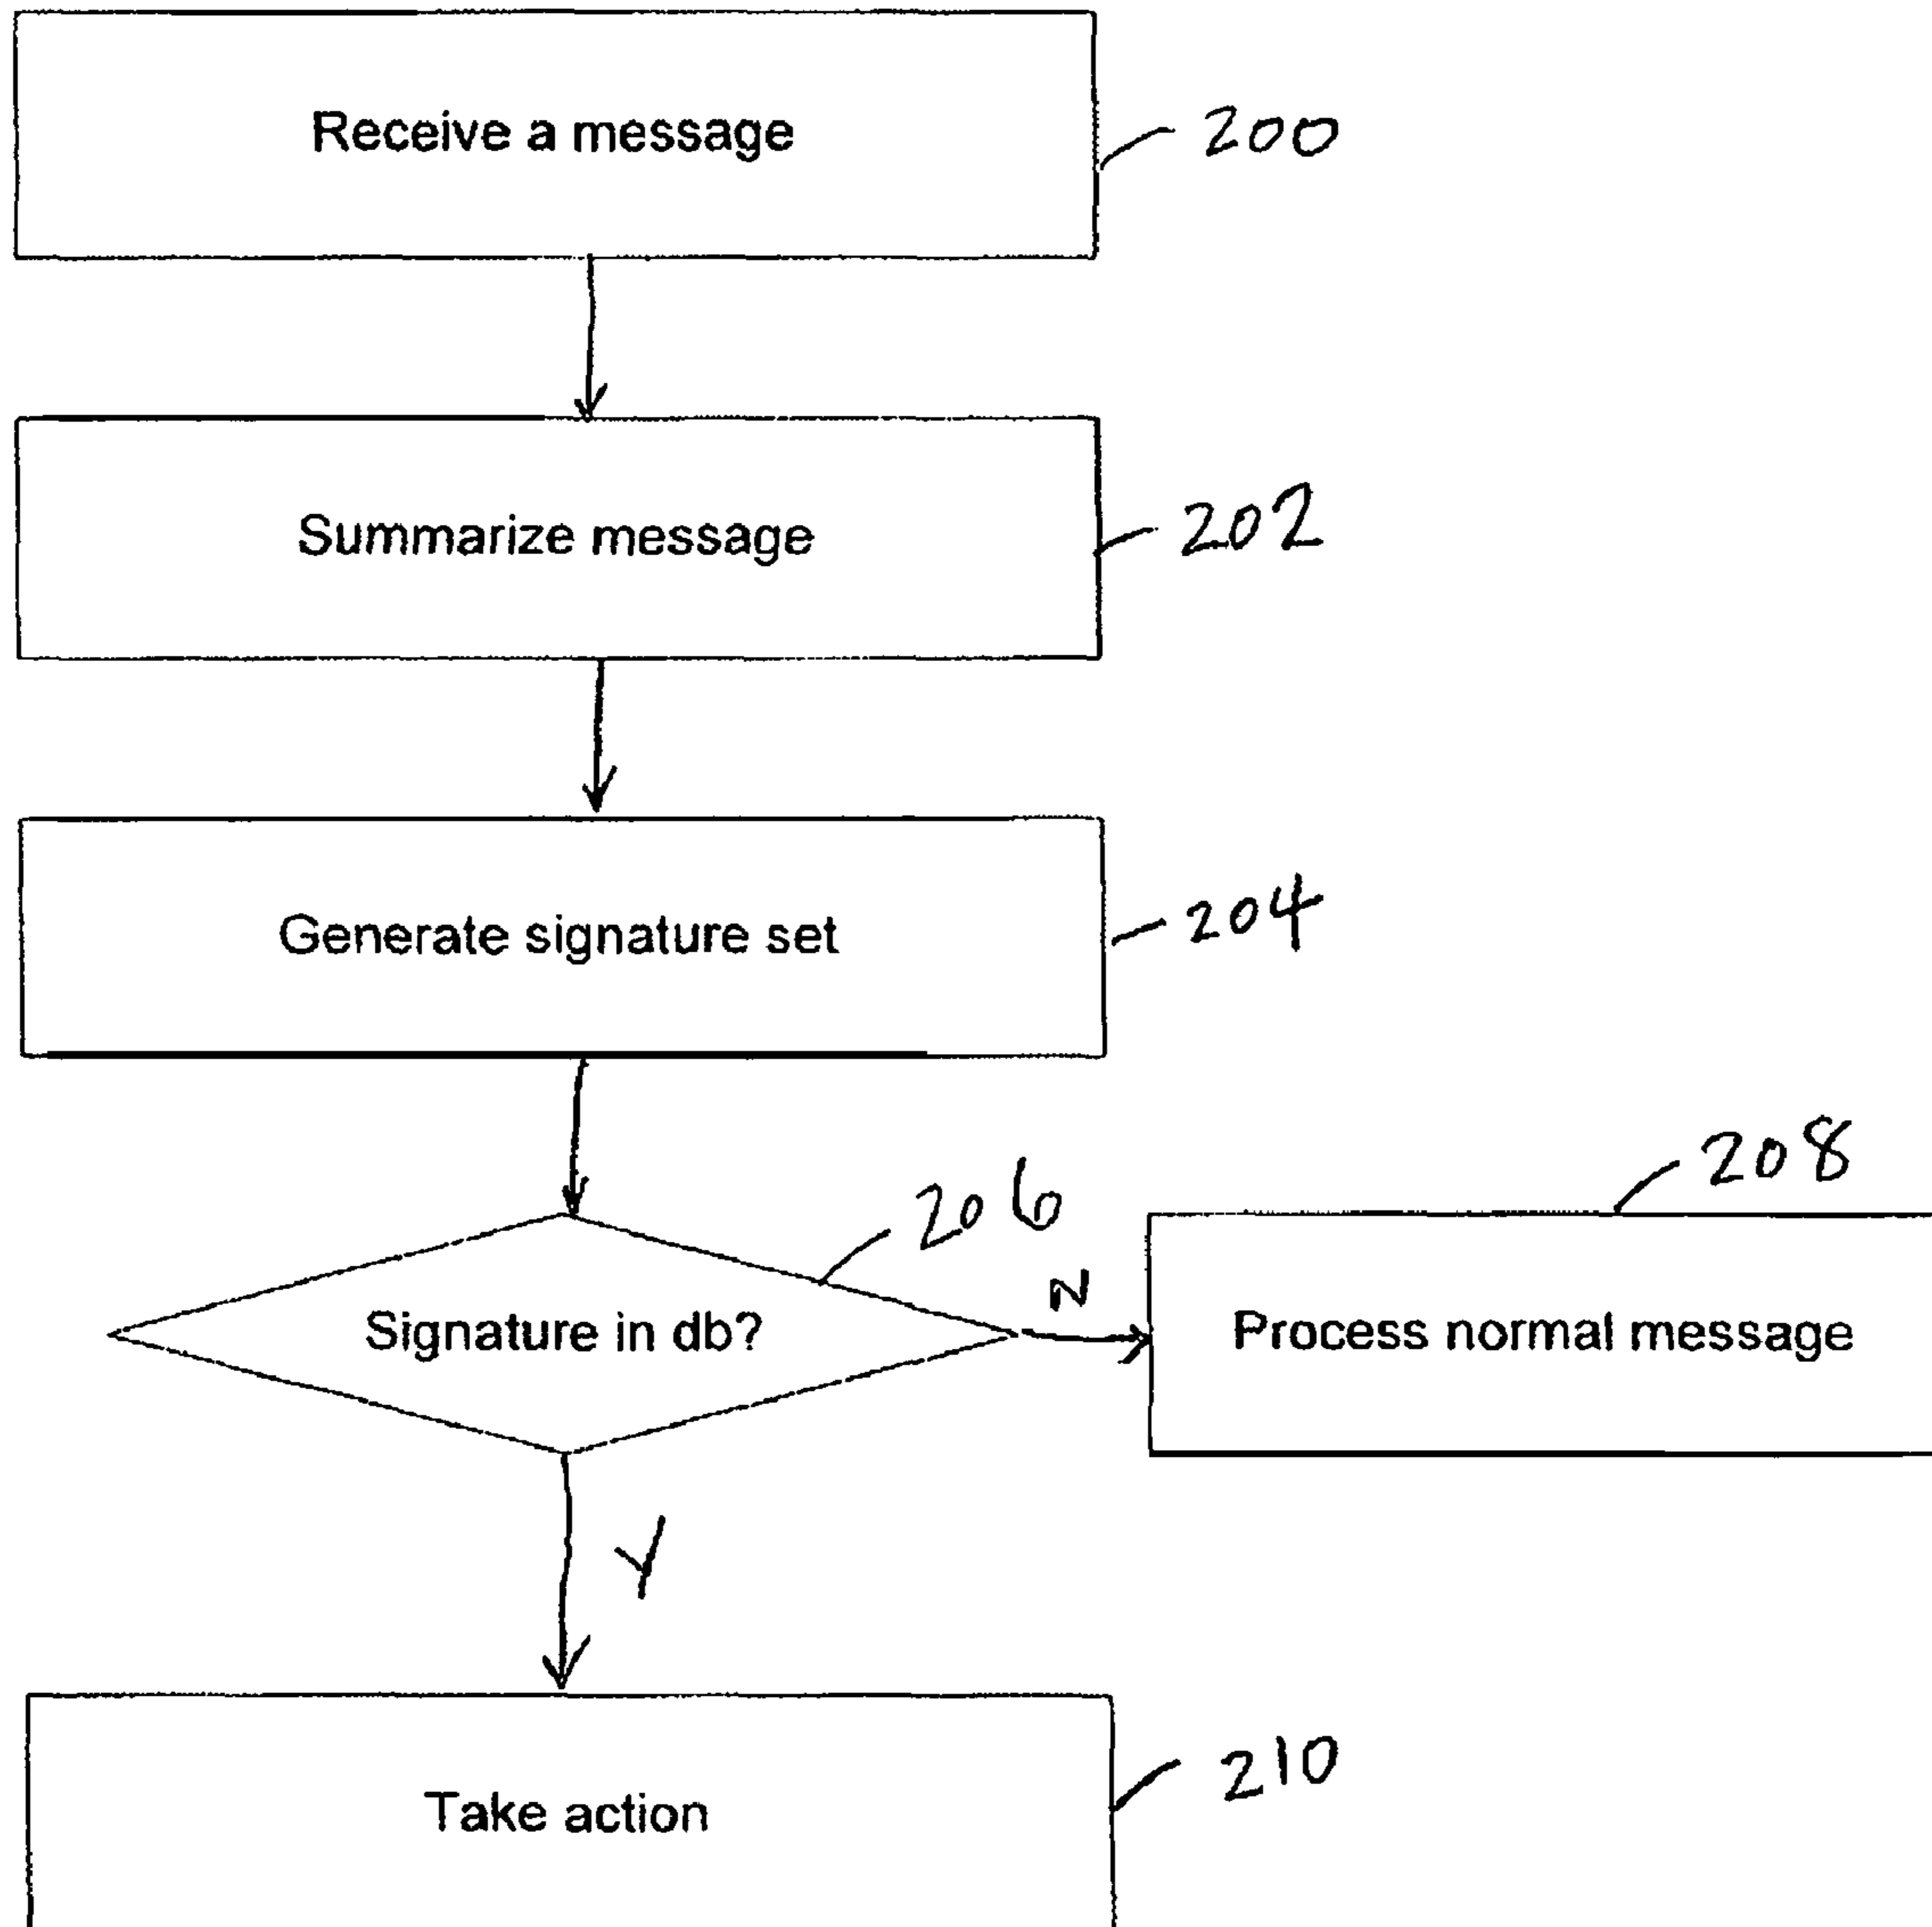 Receive a message
200
Summarize message
202
Generate signature set
204
206
208
Signature in db?
N
Process normal message
Y
Take action
210